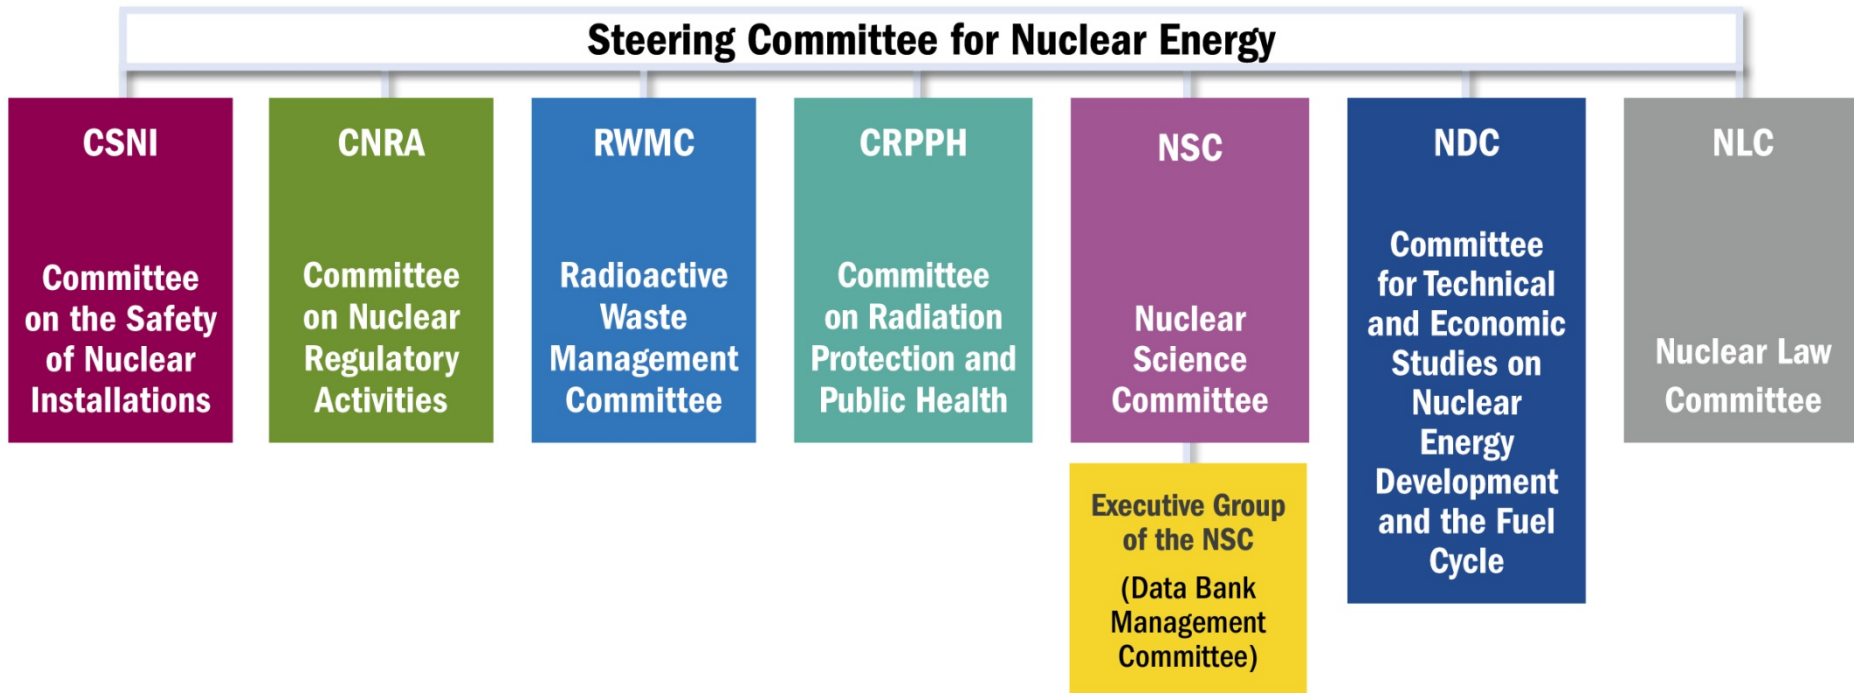 Steering Committee for Nuclear Energy
CSNI
Committee
on the Safety
of Nuclear
Installations
CNRA
Committee
on Nuclear
Regulatory
Activities
RWMC
Radioactive
Waste
Management
Committee
CRPPH
Committee
on Radiation
Protection and
Public Health
NSC
Nuclear
Science
Committee
Executive Group
of the NSC
(Data Bank
Management
Committee)
NDC
Committee
for Technical
and Economic
Studies on
Nuclear
Energy
Development
and the Fuel
Cycle
NLC
Nuclear Law
Committee